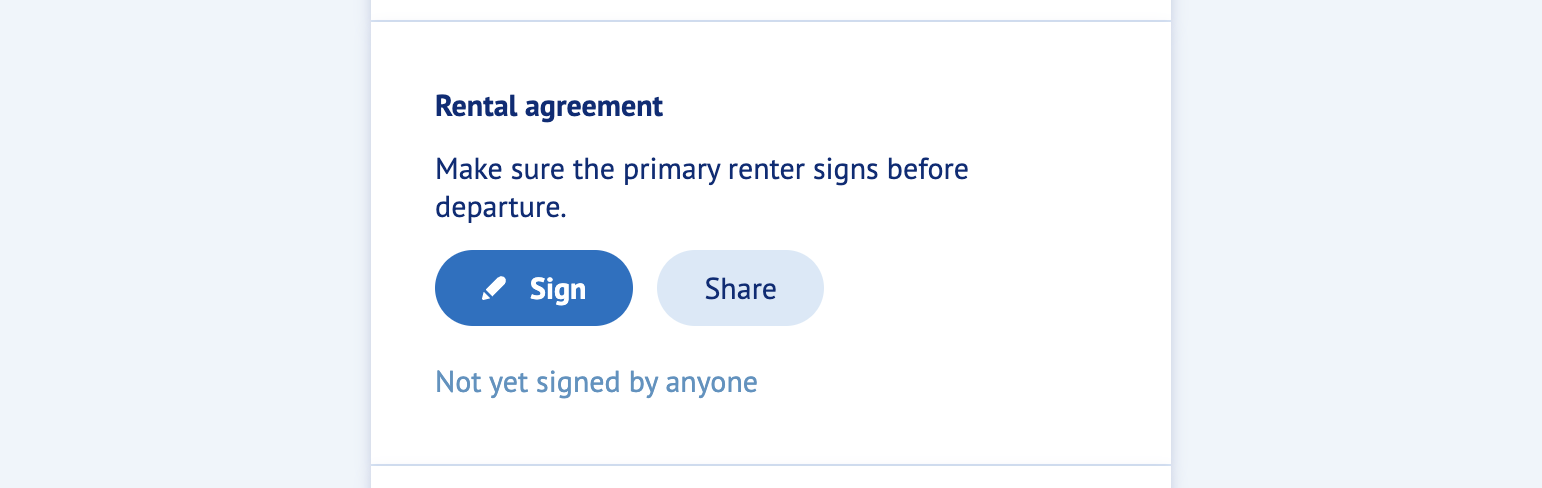 Rental agreement
Make sure the primary renter signs before
departure.
Sign
Share
Not yet signed by anyone